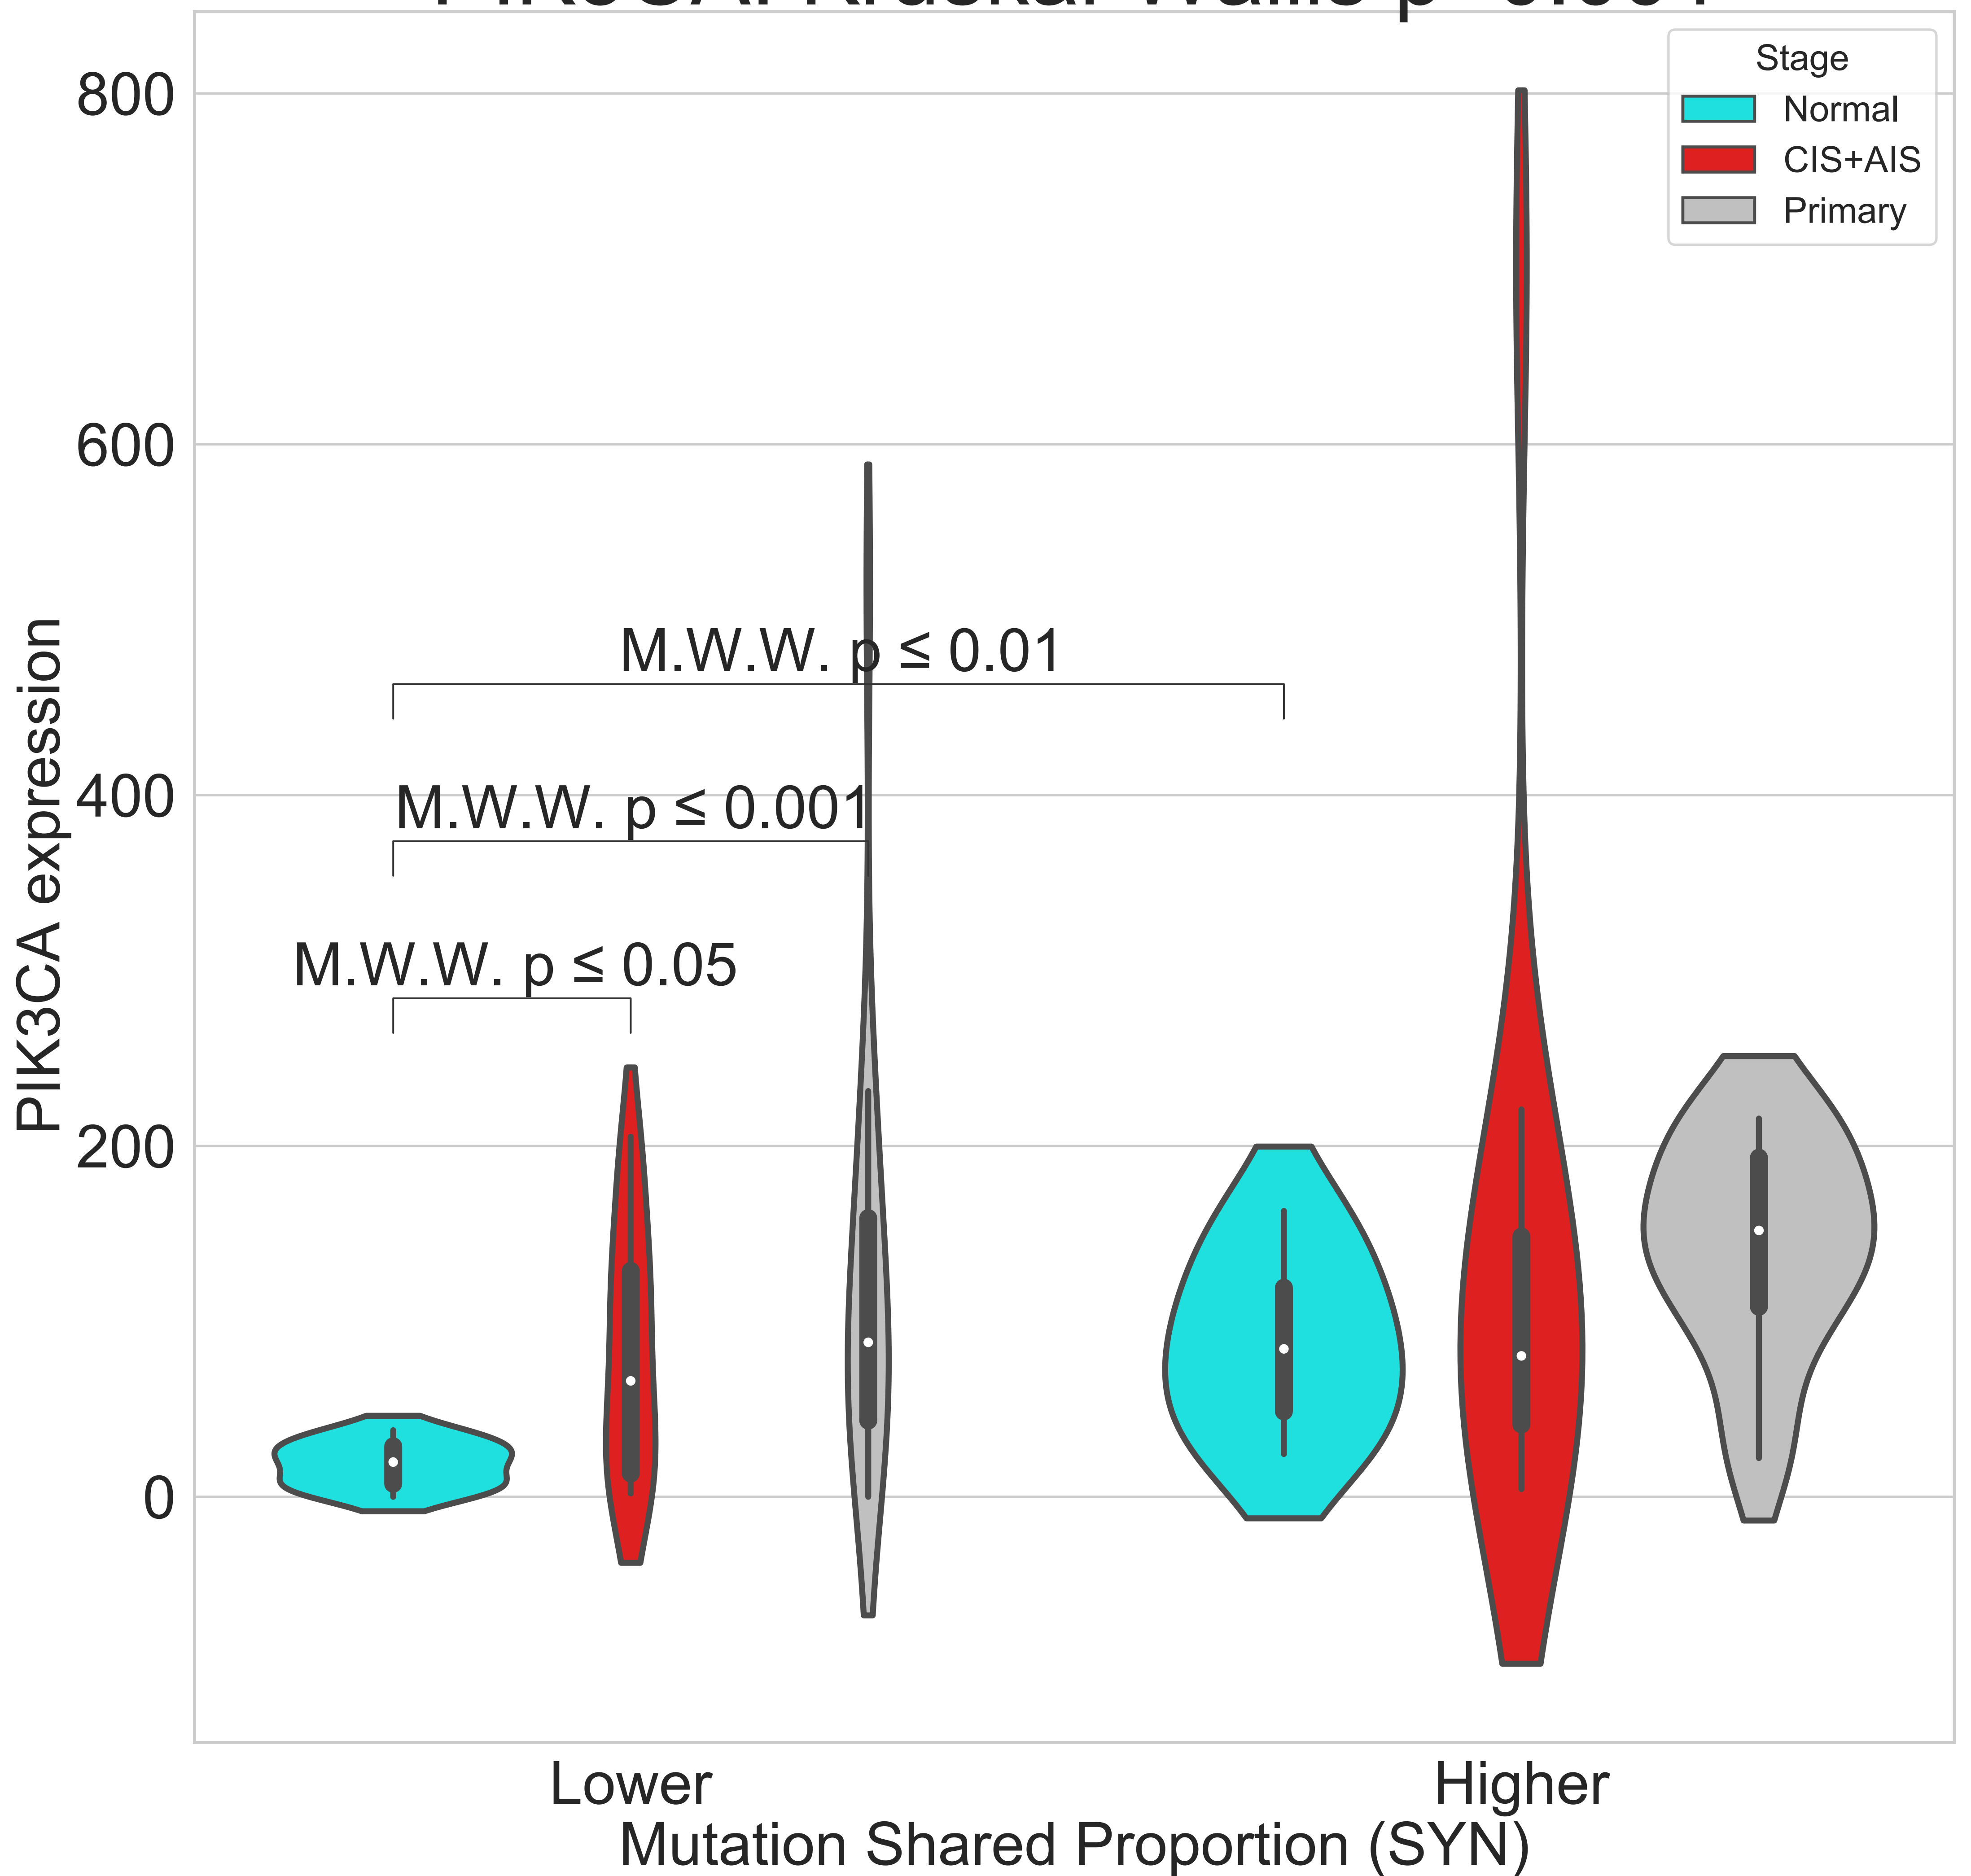 Stage
Normal
CIS+AIS
Primary
800
600
400
200
0
PIK3CA expression
M.W.W. p ≤ 0.01
M.W.W. p ≤ 0.001
M.W.W. p ≤ 0.05
Lower
Higher
Mutation Shared Proportion (SYN)